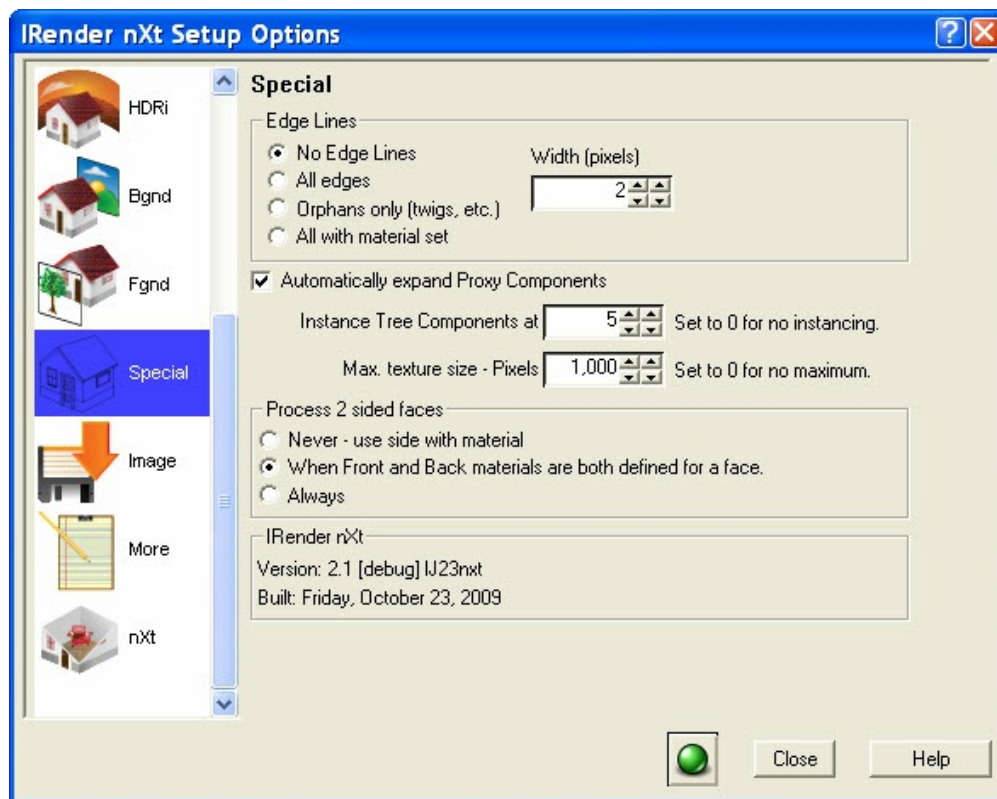 IRender nXt Setup Options
HDRi
Bgnd
Fgnd
Special
Image
More
nXt
Special
Edge Lines
No Edge Lines
All edges
Orphans only (twigs, etc.)
All with material set
Width (pixels)
2
Automatically expand Proxy Components
Instance Tree Components at 5 Set to 0 for no instancing.
Max. texture size - Pixels 1,000 Set to 0 for no maximum.
Process 2 sided faces
Never - use side with material
When Front and Back materials are both defined for a face.
Always
IRender nXt
Version: 2.1 [debug] IJ23nxt
Built: Friday, October 23, 2009
Close
Help